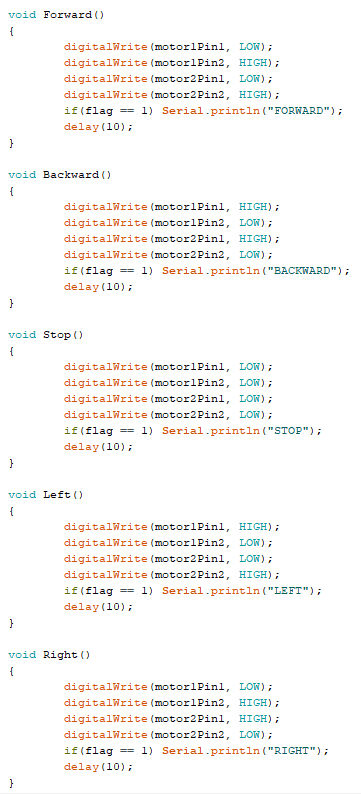 void Forward()
{
digitalWrite(motor1Pin1, LOW);
digitalWrite(motor1Pin2, HIGH);
digitalWrite(motor2Pin1, LOW);
digitalWrite(motor2Pin2, HIGH);
if(flag == 1) Serial.println("FORWARD");
delay(10);
}
void Backward()
{
digitalWrite(motor1Pin1, HIGH);
digitalWrite(motor1Pin2, LOW);
digitalWrite(motor2Pin1, HIGH);
digitalWrite(motor2Pin2, LOW);
if(flag == 1) Serial.println("BACKWARD");
delay(10);
}
void Stop()
{
digitalWrite(motor1Pin1, LOW);
digitalWrite(motor1Pin2, LOW);
digitalWrite(motor2Pin1, LOW);
digitalWrite(motor2Pin2, LOW);
if(flag == 1) Serial.println("STOP");
delay(10);
}
void Left()
{
digitalWrite(motor1Pin1, HIGH);
digitalWrite(motor1Pin2, LOW);
digitalWrite(motor2Pin1, LOW);
digitalWrite(motor2Pin2, HIGH);
if(flag == 1) Serial.println("LEFT");
delay(10);
}
void Right()
{
digitalWrite(motor1Pin1, LOW);
digitalWrite(motor1Pin2, HIGH);
digitalWrite(motor2Pin1, HIGH);
digitalWrite(motor2Pin2, LOW);
if(flag == 1) Serial.println("RIGHT");
delay(10);
}